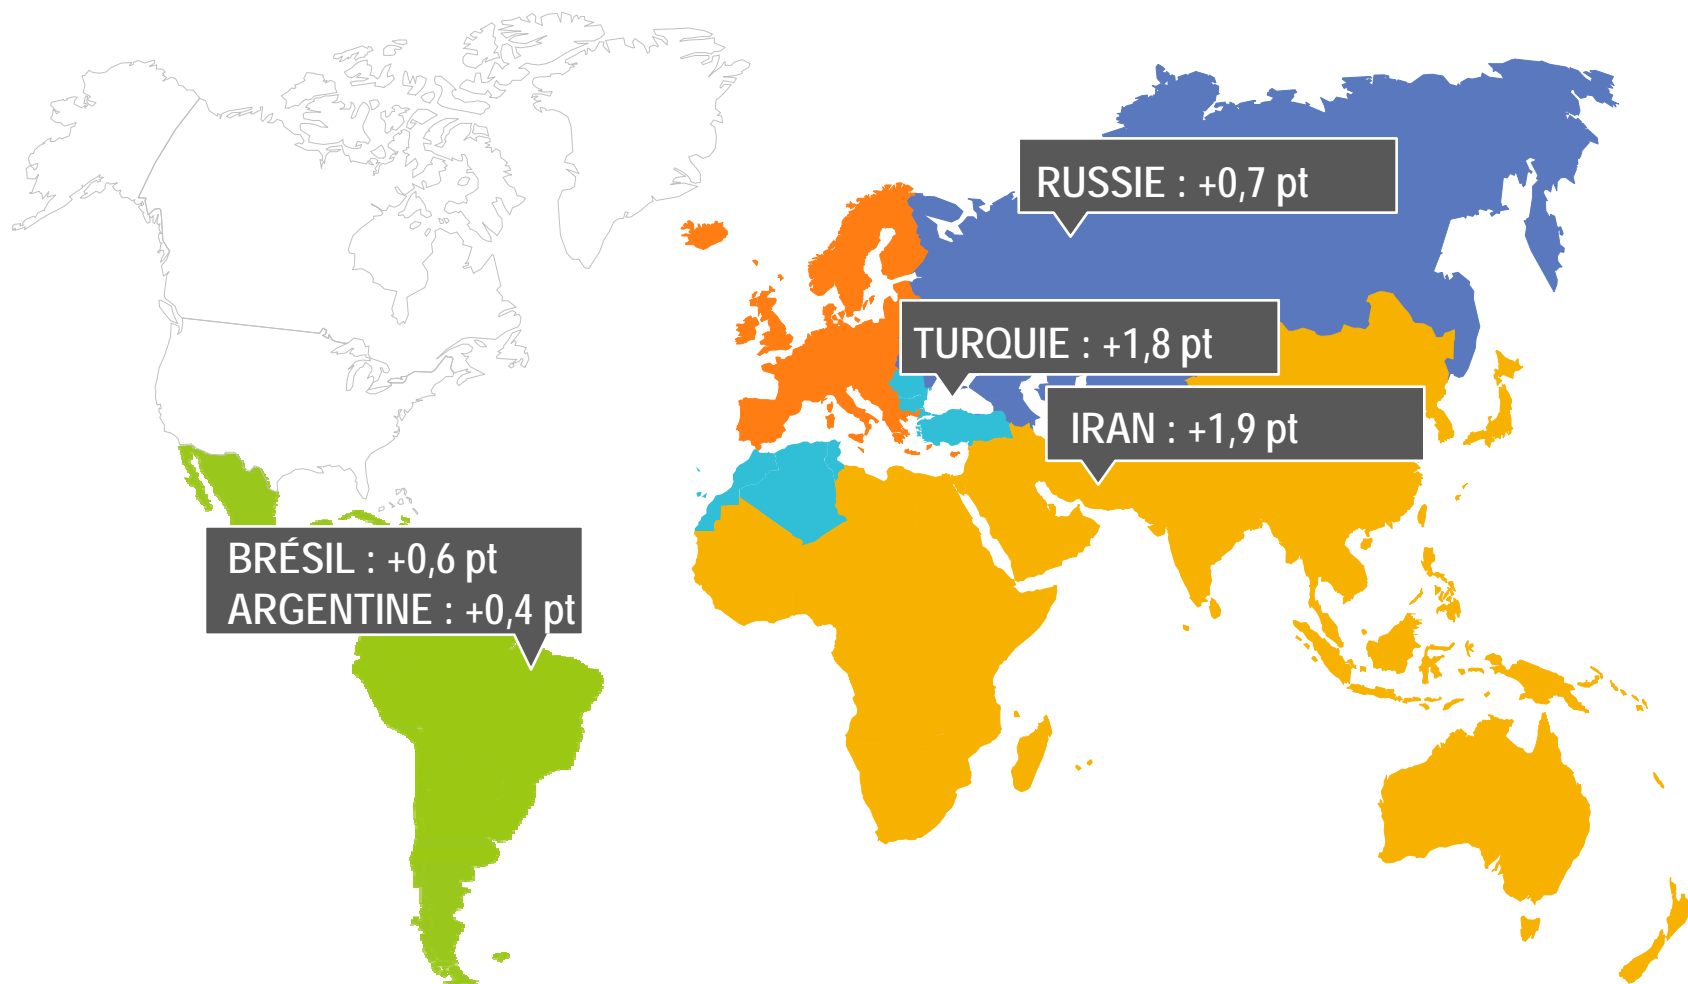 RUSSIE : +0,7 pt
TURQUIE : +1,8 pt
IRAN : +1,9 pt
BRÉSIL : +0,6 pt
ARGENTINE : +0,4 pt